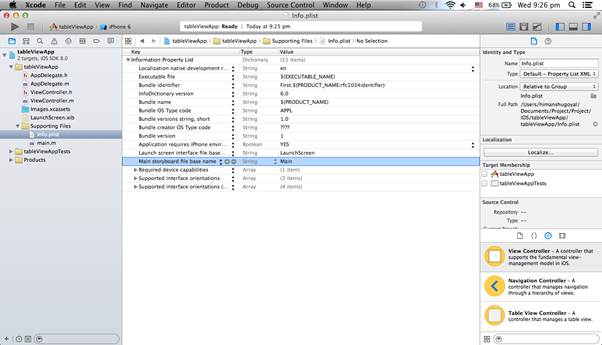 Xcode File Edit View Find Navigate Editor Product Debug Source Control Window Help 68% Wed 9:26 pm
Info.plist
tableViewApp iPhone 6 tableViewApp: Ready Today at 9:25 pm
tableViewApp tableViewApp Supporting Files Info.plist No Selection
tableViewApp
2 targets, iOS SDK 8.0
tableViewApp
AppDelegate.h
AppDelegate.m
ViewController.h
ViewController.m
Images.xcassets
LaunchScreen.xib
Supporting Files
Info.plist
main.m
tableViewAppTests
Products
Key Type Value
Information Property List Dictionary (15 items)
Localization native development r... String en
Executable file String $(EXECUTABLE_NAME)
Bundle identifier String First.$(PRODUCT_NAME:rfc1034identifier)
InfoDictionary version String 6.0
Bundle name String $(PRODUCT_NAME)
Bundle OS Type code String APPL
Bundle versions string, short String 1.0
Bundle creator OS Type code String ????
Bundle version String 1
Application requires iPhone envir... Boolean YES
Launch screen interface file base... String LaunchScreen
Main storyboard file base name String Main
Required device capabilities Array (1 item)
Supported interface orientations Array (3 items)
Supported interface orientations (... Array (4 items)
Identity and Type
Name Info.plist
Type Default - Property List XML
Location Relative to Group
Info.plist
Full Path /Users/himanshugoyal/
Desktop/Project/Project/
iOS/tableViewApp/
tableViewApp/Info.plist
Localization
Localize...
Target Membership
tableViewApp
tableViewAppTests
Source Control
Repository --
Type --
View Controller - A controller that
supports the fundamental view-
management model in iOS.
Navigation Controller - A
controller that manages navigation
through a hierarchy of views.
Table View Controller - A
controller that manages a table view.